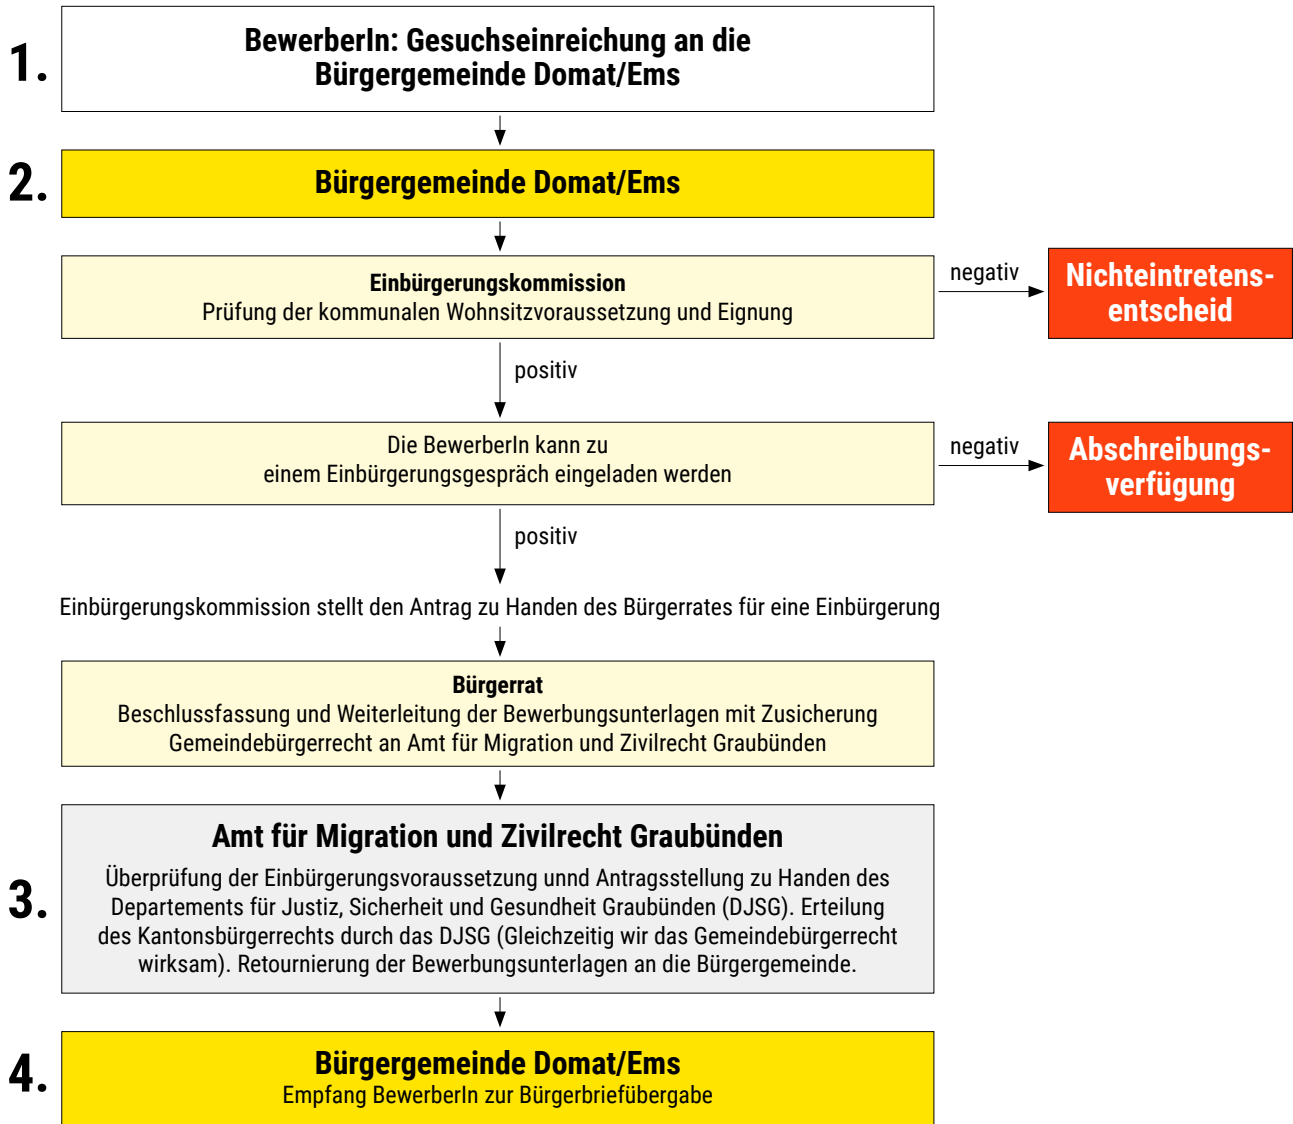 1.
BewerberIn: Gesuchseinreichung an die
Bürgergemeinde Domat/Ems
2.
Bürgergemeinde Domat/Ems
Einbürgerungskommission
Prüfung der kommunalen Wohnsitzvoraussetzung und Eignung
negativ
Nichteintretens-
entscheid
positiv
Die BewerberIn kann zu
einem Einbürgerungsgespräch eingeladen werden
negativ
Abschreibungs-
verfügung
positiv
Einbürgerungskommission stellt den Antrag zu Handen des Bürgerrates für eine Einbürgerung
Bürgerrat
Beschlussfassung und Weiterleitung der Bewerbungsunterlagen mit Zusicherung
Gemeindebürgerrecht an Amt für Migration und Zivilrecht Graubünden
3.
Amt für Migration und Zivilrecht Graubünden
Überprüfung der Einbürgerungsvoraussetzung unnd Antragsstellung zu Handen des
Departements für Justiz, Sicherheit und Gesundheit Graubünden (DJSG). Erteilung
des Kantonsbürgerrechts durch das DJSG (Gleichzeitig wir das Gemeindebürgerrecht
wirksam). Retournierung der Bewerbungsunterlagen an die Bürgergemeinde.
4.
Bürgergemeinde Domat/Ems
Empfang BewerberIn zur Bürgerbriefübergabe